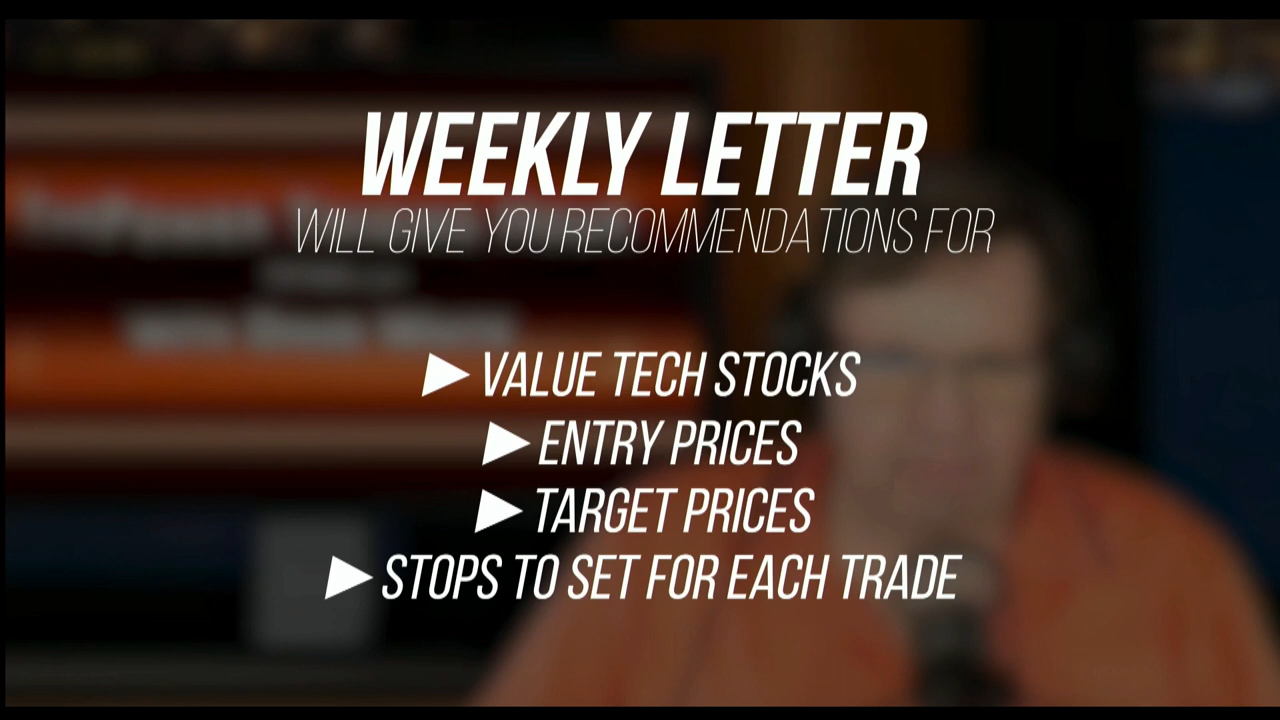 WEEKLY LETTER
WILL GIVE YOU RECOMMENDATIONS FOR
▶ VALUE TECH STOCKS
▶ ENTRY PRICES
▶ TARGET PRICES
▶ STOPS TO SET FOR EACH TRADE